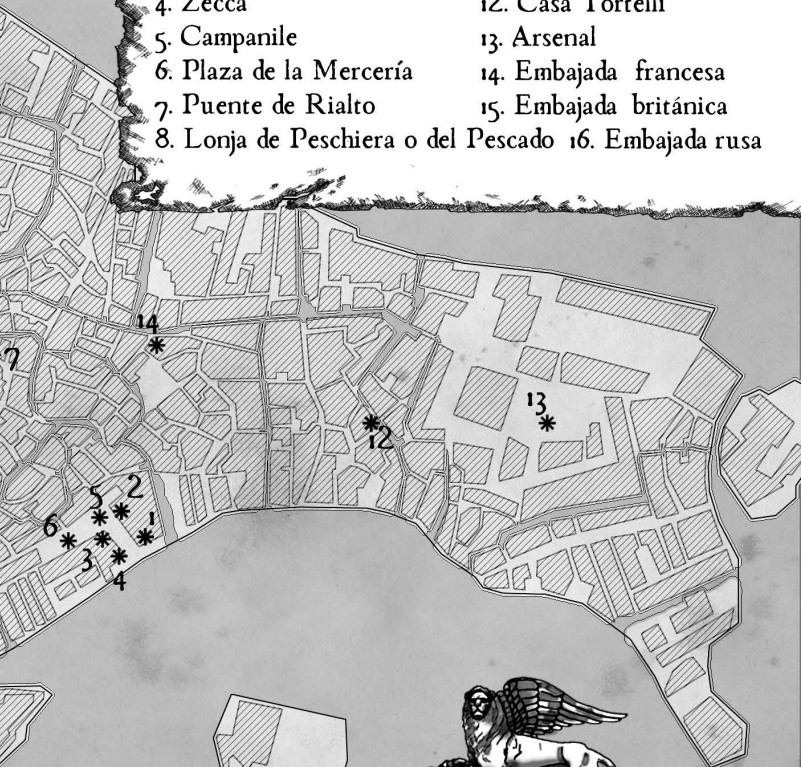 4. Zecca 12. Casa Tortelli
5. Campanile 13. Arsenal
6. Plaza de la Mercería 14. Embajada francesa
7. Puente de Rialto 15. Embajada británica
8. Lonja de Peschiera o del Pescado 16. Embajada rusa
14
7
13
12
2
5
1
6
3
4